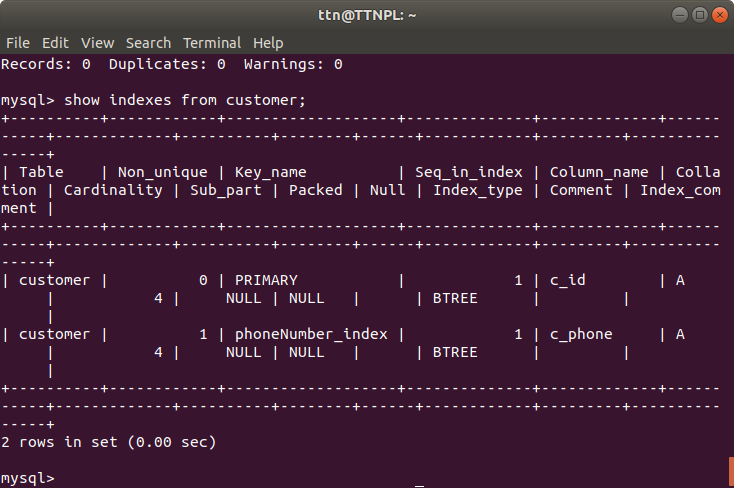 ttn@TTNPL: ~
File Edit View Search Terminal Help
Records: 0  Duplicates: 0  Warnings: 0

mysql> show indexes from customer;
+----------+------------+--------------------+--------------+-------------+------
-----+-------------+----------+--------+------+------------+---------+----------
-----+
| Table    | Non_unique | Key_name           | Seq_in_index | Column_name | Colla
tion | Cardinality | Sub_part | Packed | Null | Index_type | Comment | Index_com
ment |
+----------+------------+--------------------+--------------+-------------+------
-----+-------------+----------+--------+------+------------+---------+----------
-----+
| customer |          0 | PRIMARY            |            1 | c_id        | A
     |           4 |     NULL | NULL   |      | BTREE      |         |
     |
| customer |          1 | phoneNumber_index |            1 | c_phone     | A
     |           4 |     NULL | NULL   |      | BTREE      |         |
     |
+----------+------------+--------------------+--------------+-------------+------
-----+-------------+----------+--------+------+------------+---------+----------
-----+
2 rows in set (0.00 sec)

mysql> _